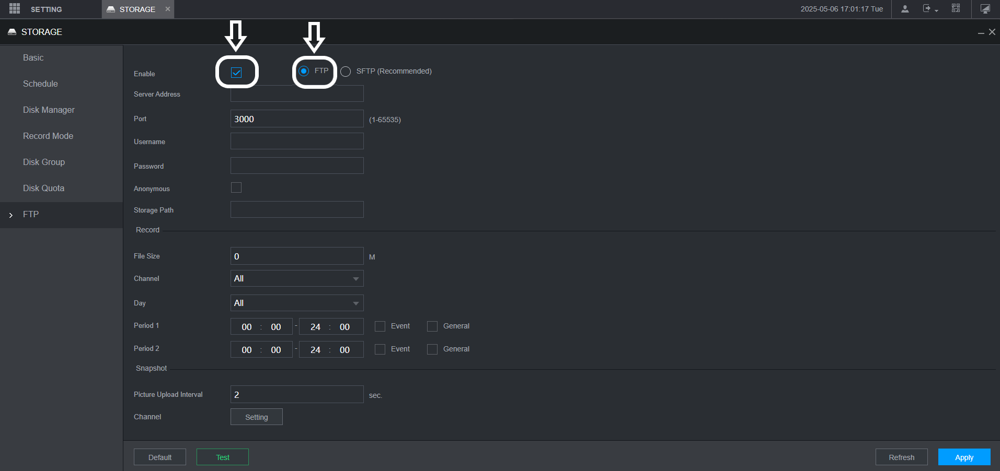 SETTING STORAGE 2025-05-06 17:01:17 Tue
STORAGE
Basic
Schedule
Disk Manager
Record Mode
Disk Group
Disk Quota
FTP
Enable FTP SFTP (Recommended)
Server Address
Port 3000 (1-65535)
Username
Password
Anonymous
Storage Path
Record
File Size 0 M
Channel All
Day All
Period 1 00 : 00 - 24 : 00 Event General
Period 2 00 : 00 - 24 : 00 Event General
Snapshot
Picture Upload Interval 2 sec.
Channel Setting
Default Test Refresh Apply